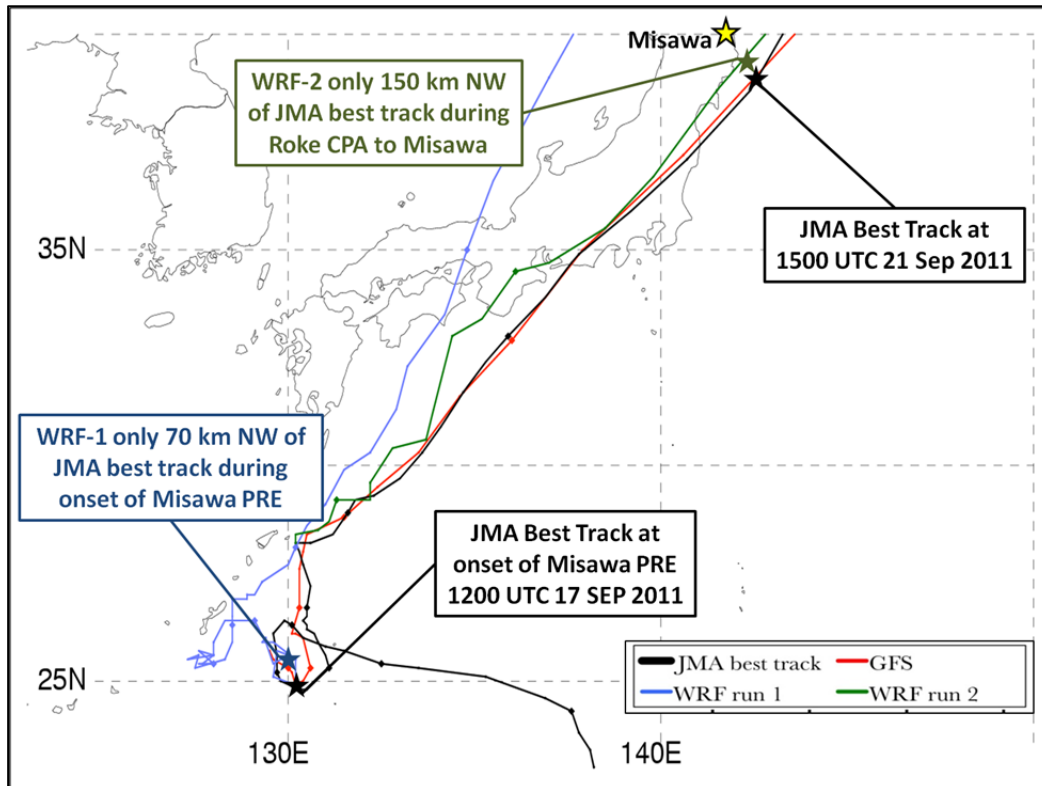 Misawa
WRF-2 only 150 km NW
of JMA best track during
Roke CPA to Misawa
JMA Best Track at
1500 UTC 21 Sep 2011
35N
WRF-1 only 70 km NW of
JMA best track during
onset of Misawa PRE
JMA Best Track at
onset of Misawa PRE
1200 UTC 17 SEP 2011
JMA best track
GFS
WRF run 1
WRF run 2
25N
130E
140E